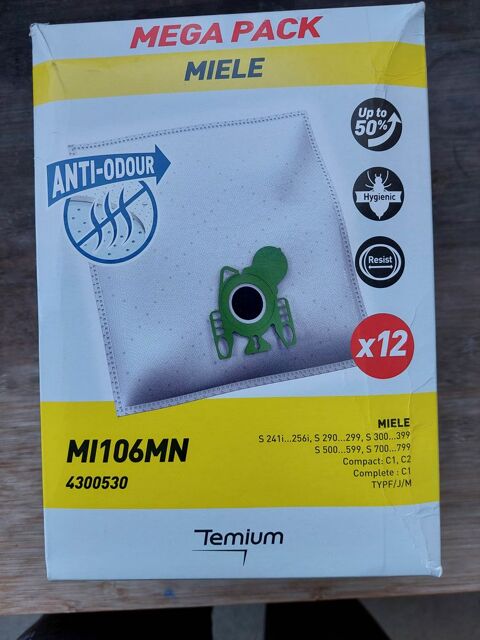 MEGA PACK
MIELE
Up to
50%
ANTI-ODOUR
Hygienic
Resist
x12
MI106MN
4300530
MIELE
S 241i...256i, S 290...299, S 300...399
S 500...599, S 700...799
Compact: C1, C2
Complete : C1
TYPF/J/M
Temium